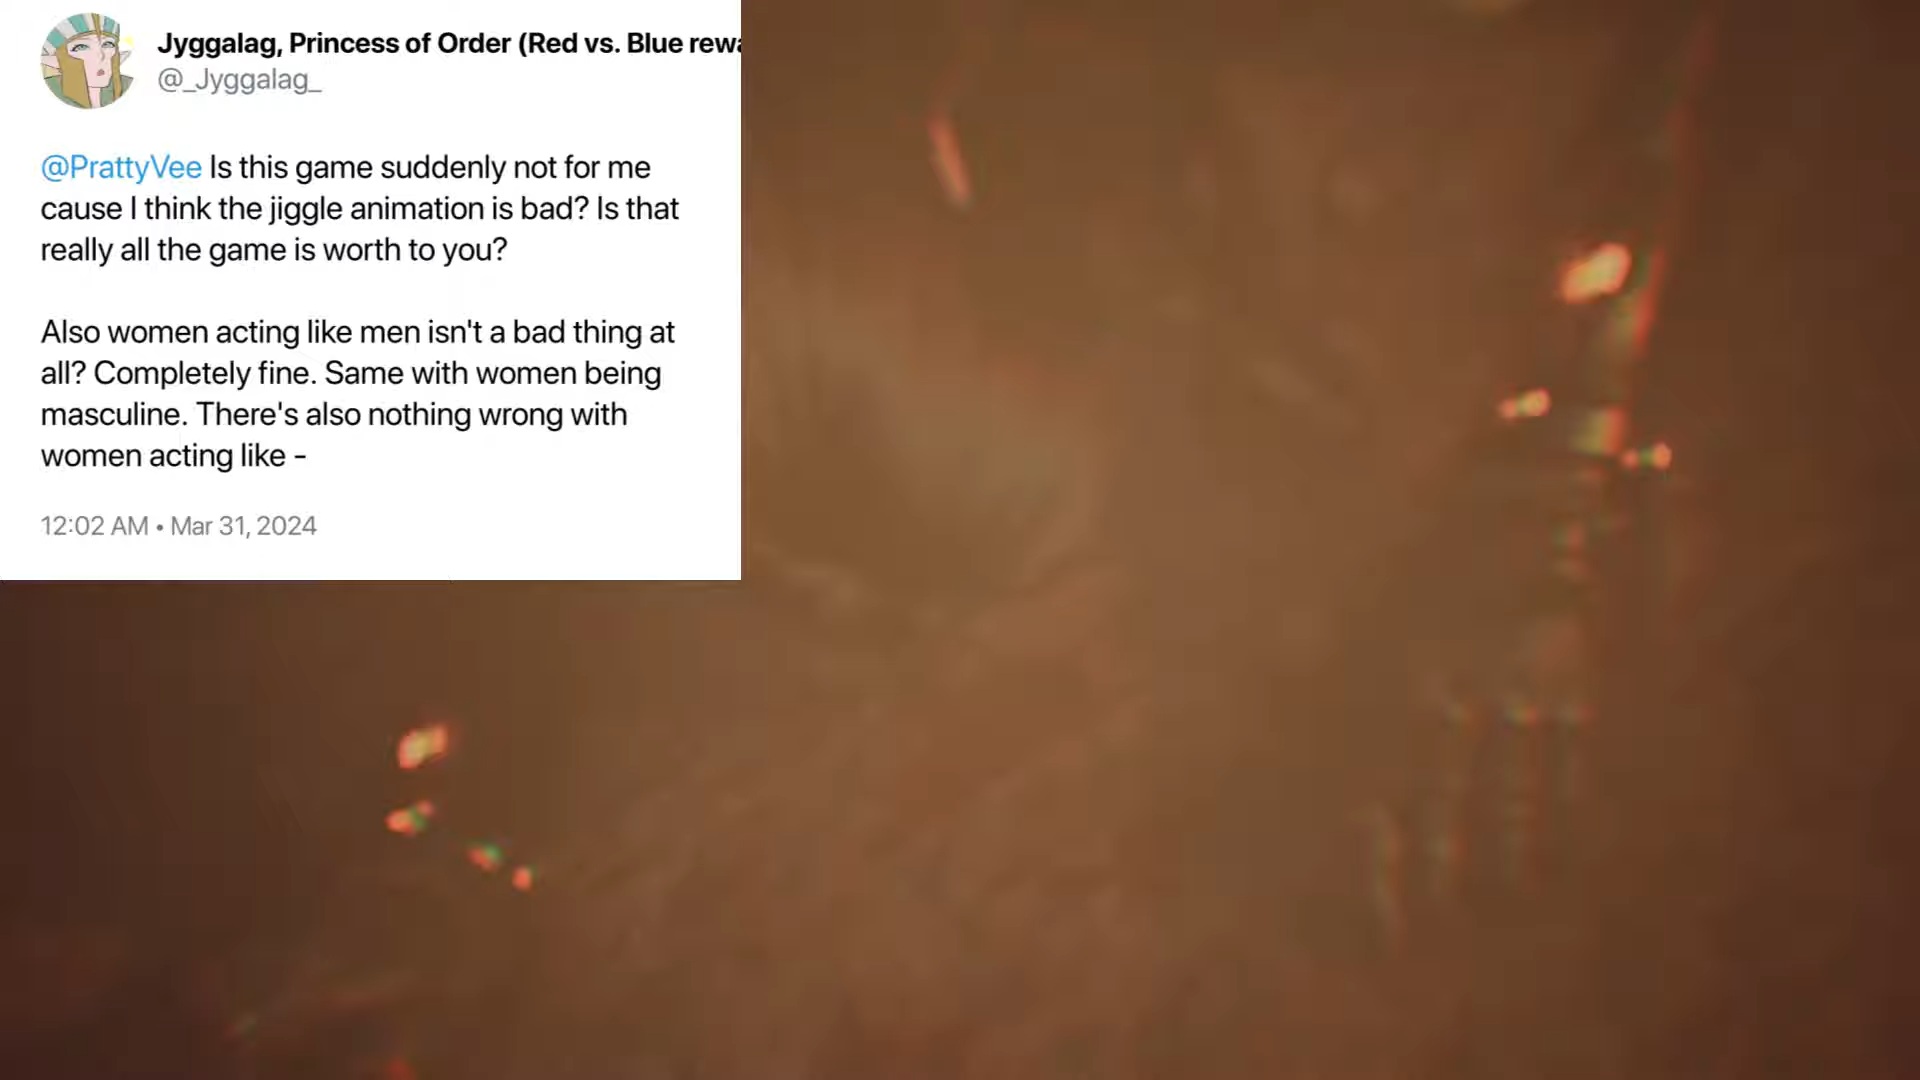 Jyggalag, Princess of Order (Red vs. Blue rewa
@_Jyggalag_
@PrattyVee Is this game suddenly not for me
cause I think the jiggle animation is bad? Is that
really all the game is worth to you?
Also women acting like men isn't a bad thing at
all? Completely fine. Same with women being
masculine. There's also nothing wrong with
women acting like -
12:02 AM • Mar 31, 2024